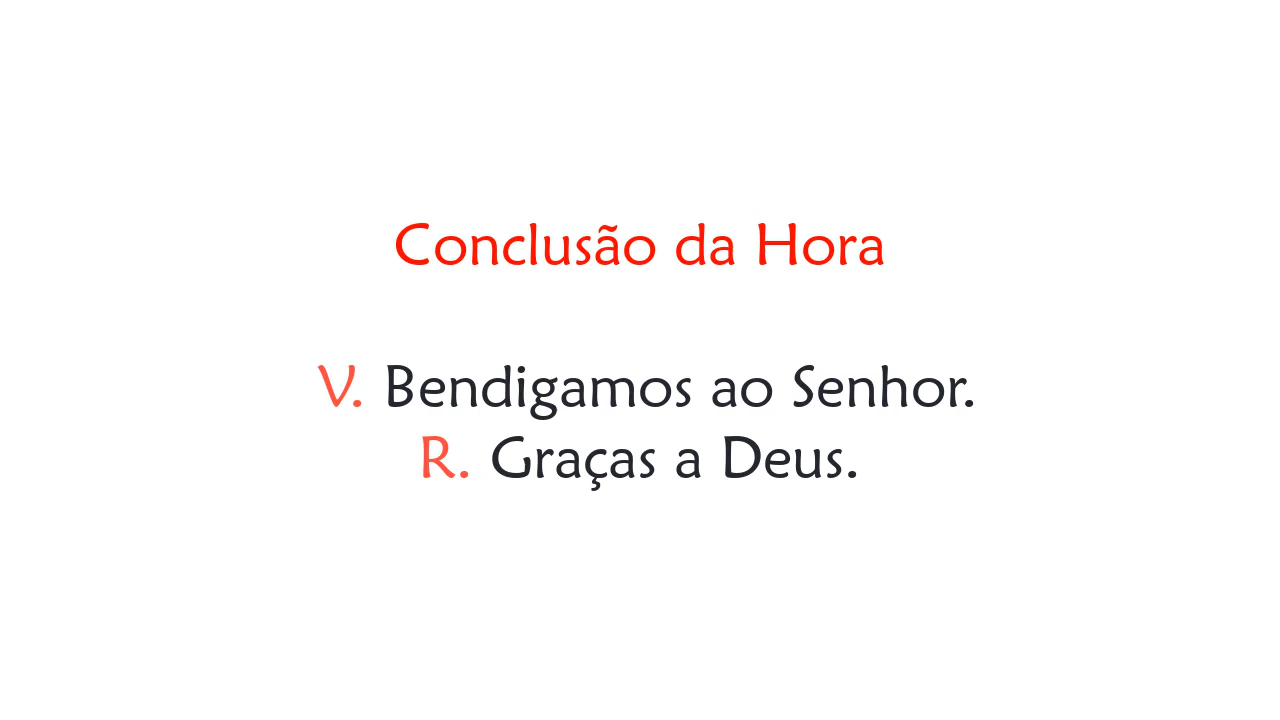 Conclusão da Hora
V. Bendigamos ao Senhor.
R. Graças a Deus.